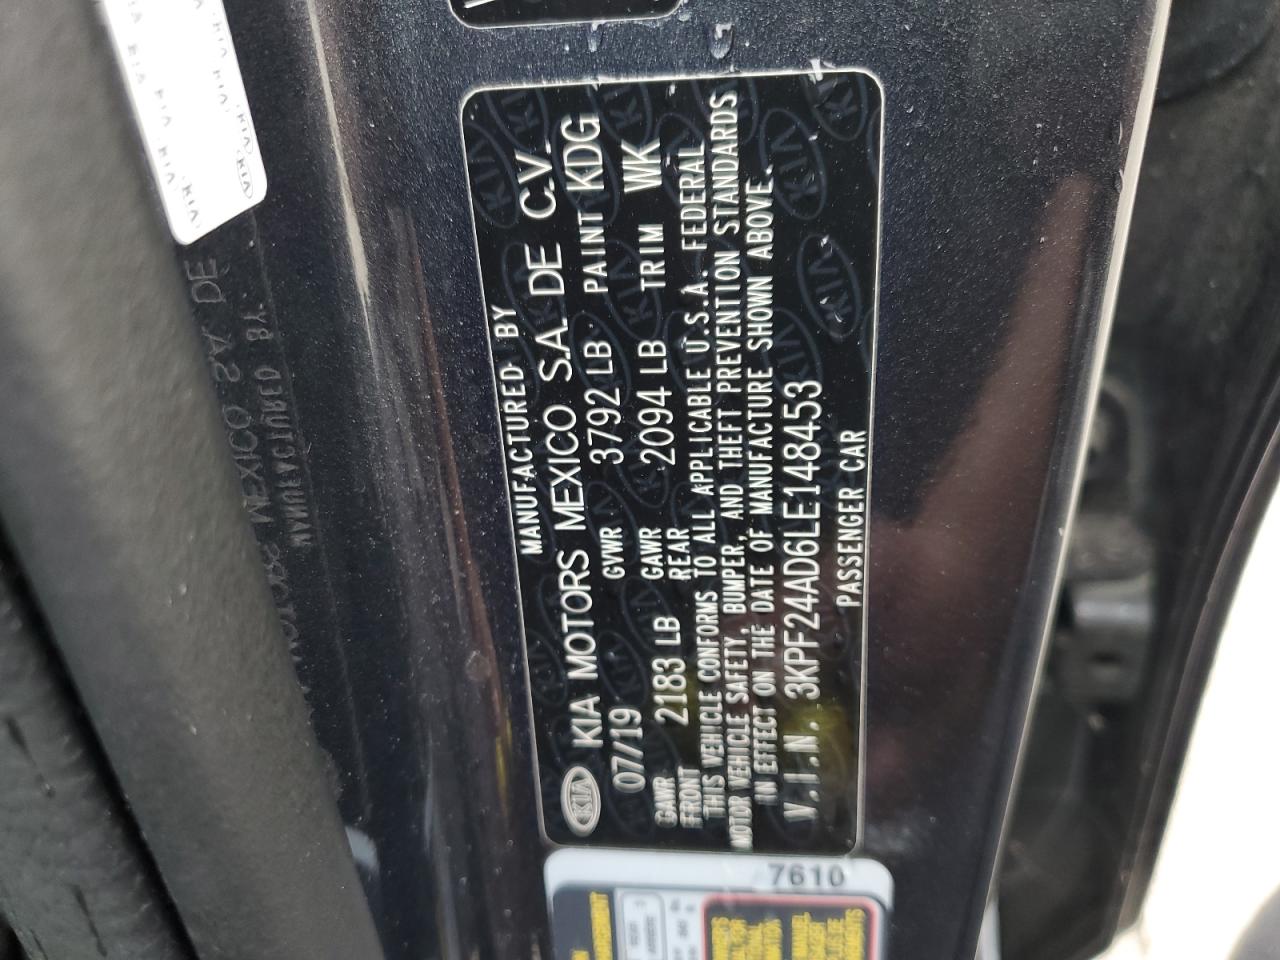 MANUFACTURED BY
KIA KIA MOTORS MEXICO S.A. DE C.V.
07/19 GVWR 3792 LB PAINT KDG
GAWR FRONT 2183 LB GAWR REAR 2094 LB TRIM WK
THIS VEHICLE CONFORMS TO ALL APPLICABLE U.S.A. FEDERAL
MOTOR VEHICLE SAFETY, BUMPER, AND THEFT PREVENTION STANDARDS
IN EFFECT ON THE DATE OF MANUFACTURE SHOWN ABOVE.
V.I.N. 3KPF24AD6LE148453
PASSENGER CAR
7610